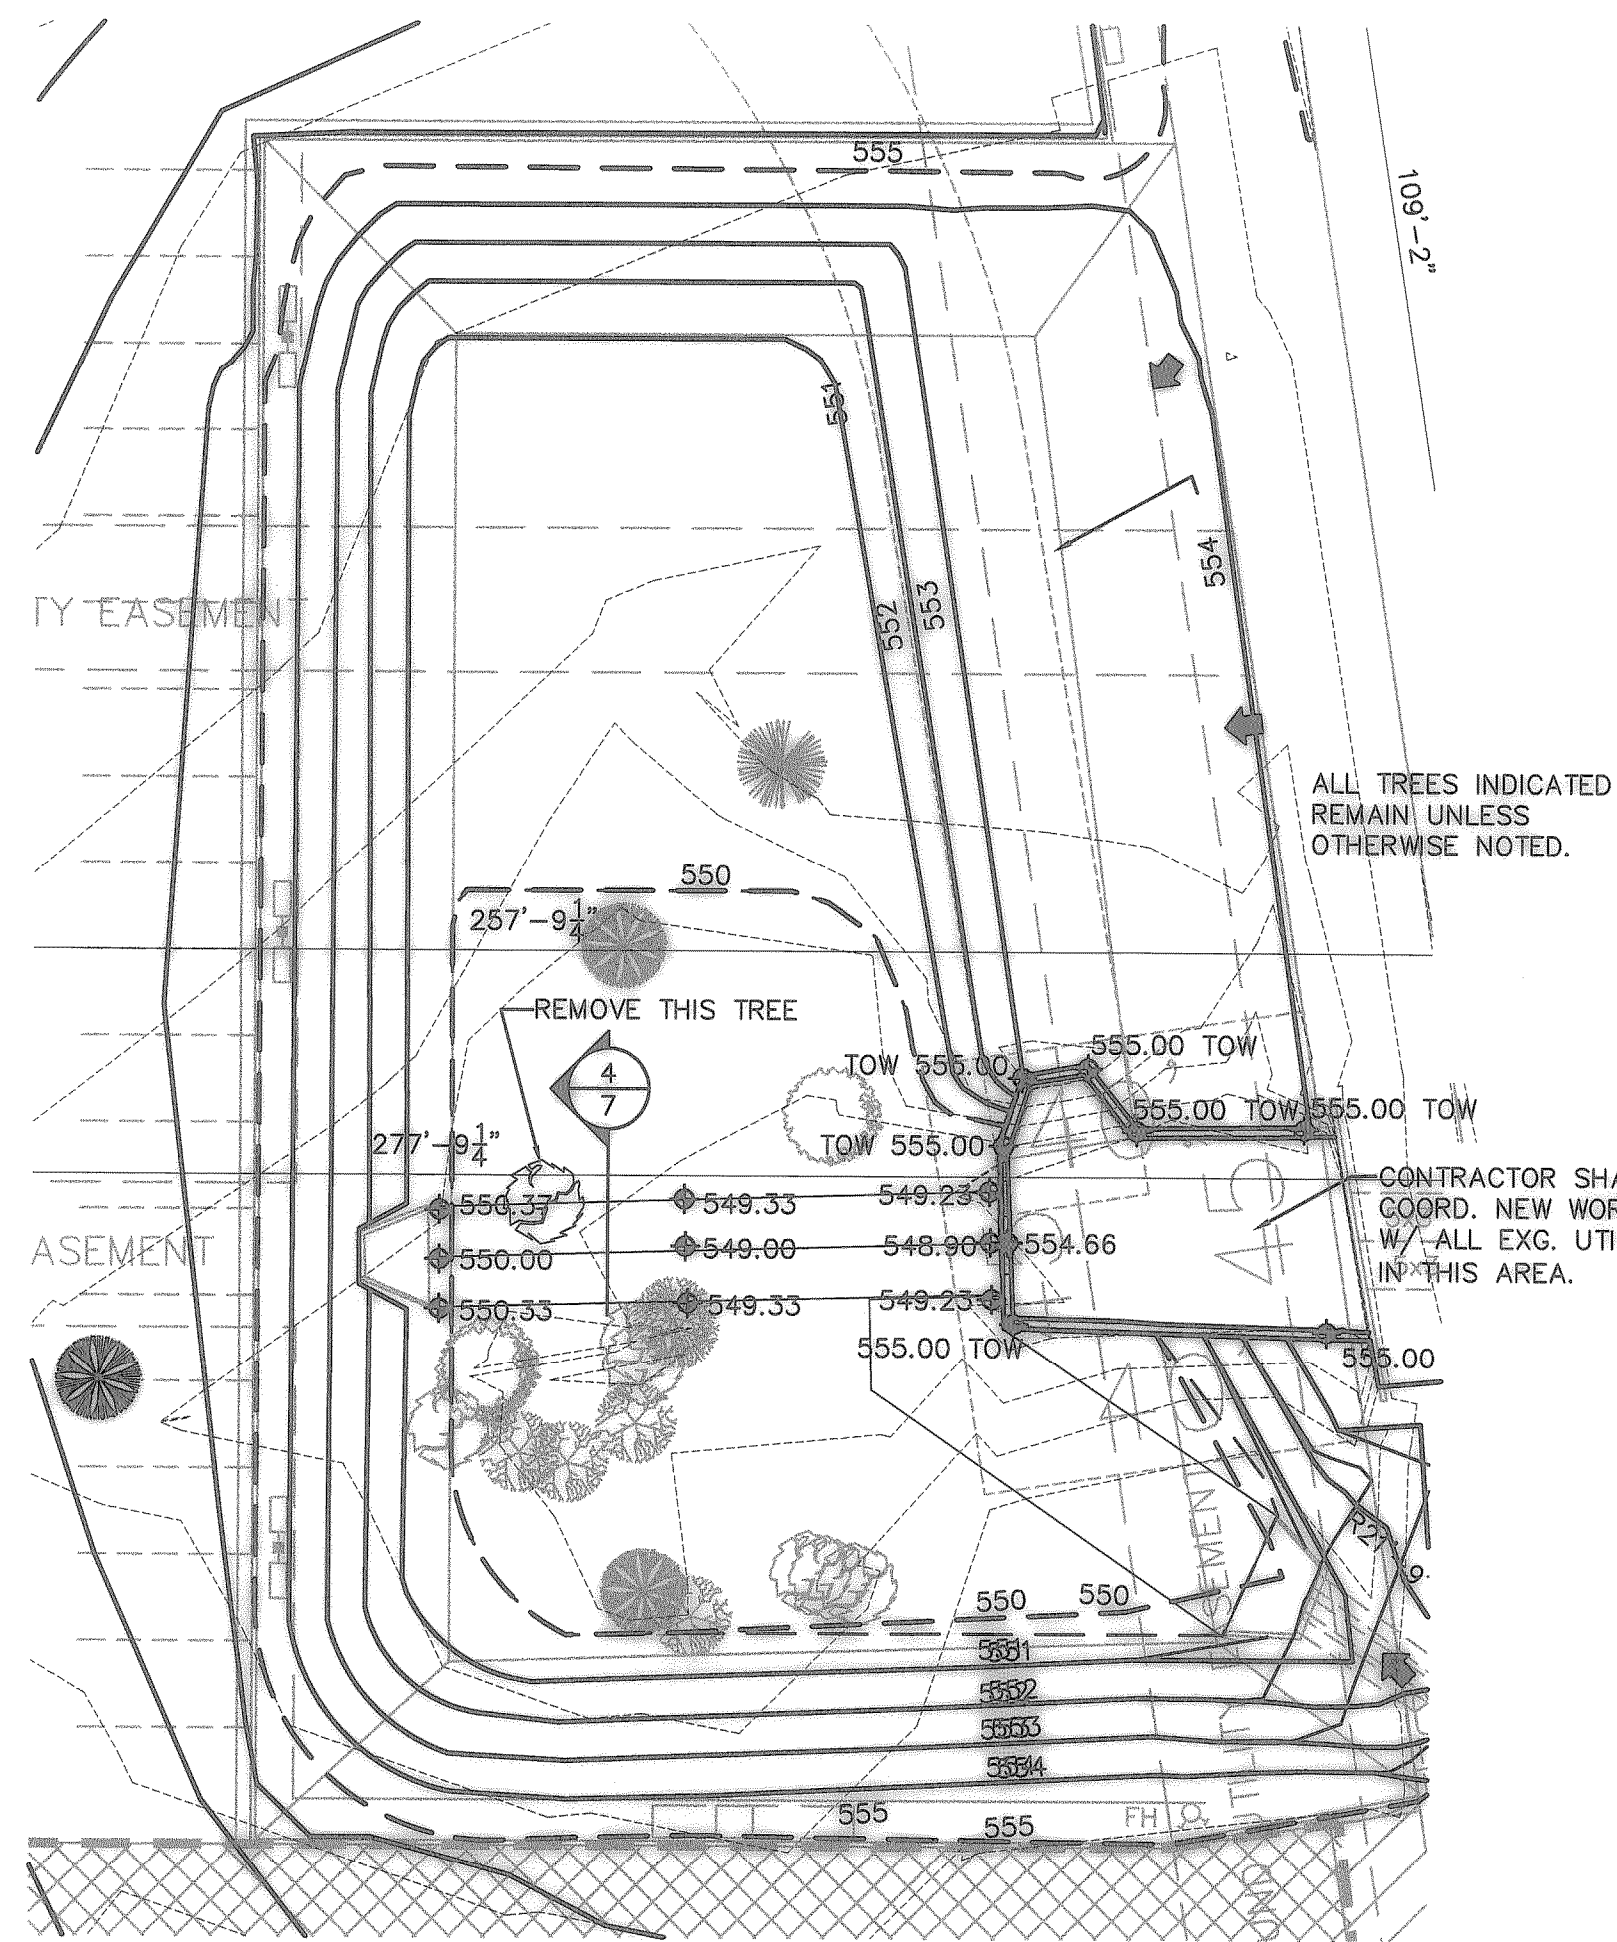 555
109'-2"
551
554
553
552
TY EASEMENT
ALL TREES INDICATED
REMAIN UNLESS
OTHERWISE NOTED.
550
257'-9 1/4"
REMOVE THIS TREE
4
7
TOW 555.00
555.00 TOW
555.00 TOW
555.00 TOW
277'-9 1/4"
TOW 555.00
CONTRACTOR SHA
COORD. NEW WOR
W/ ALL EXG. UTI
IN THIS AREA.
550.37
549.33
549.23
550.00
549.00
548.90
554.66
ASEMENT
550.33
549.33
549.23
555.00 TOW
555.00
SEMENT
550
550
551
552
553
554
555
555
FH
UTILITY